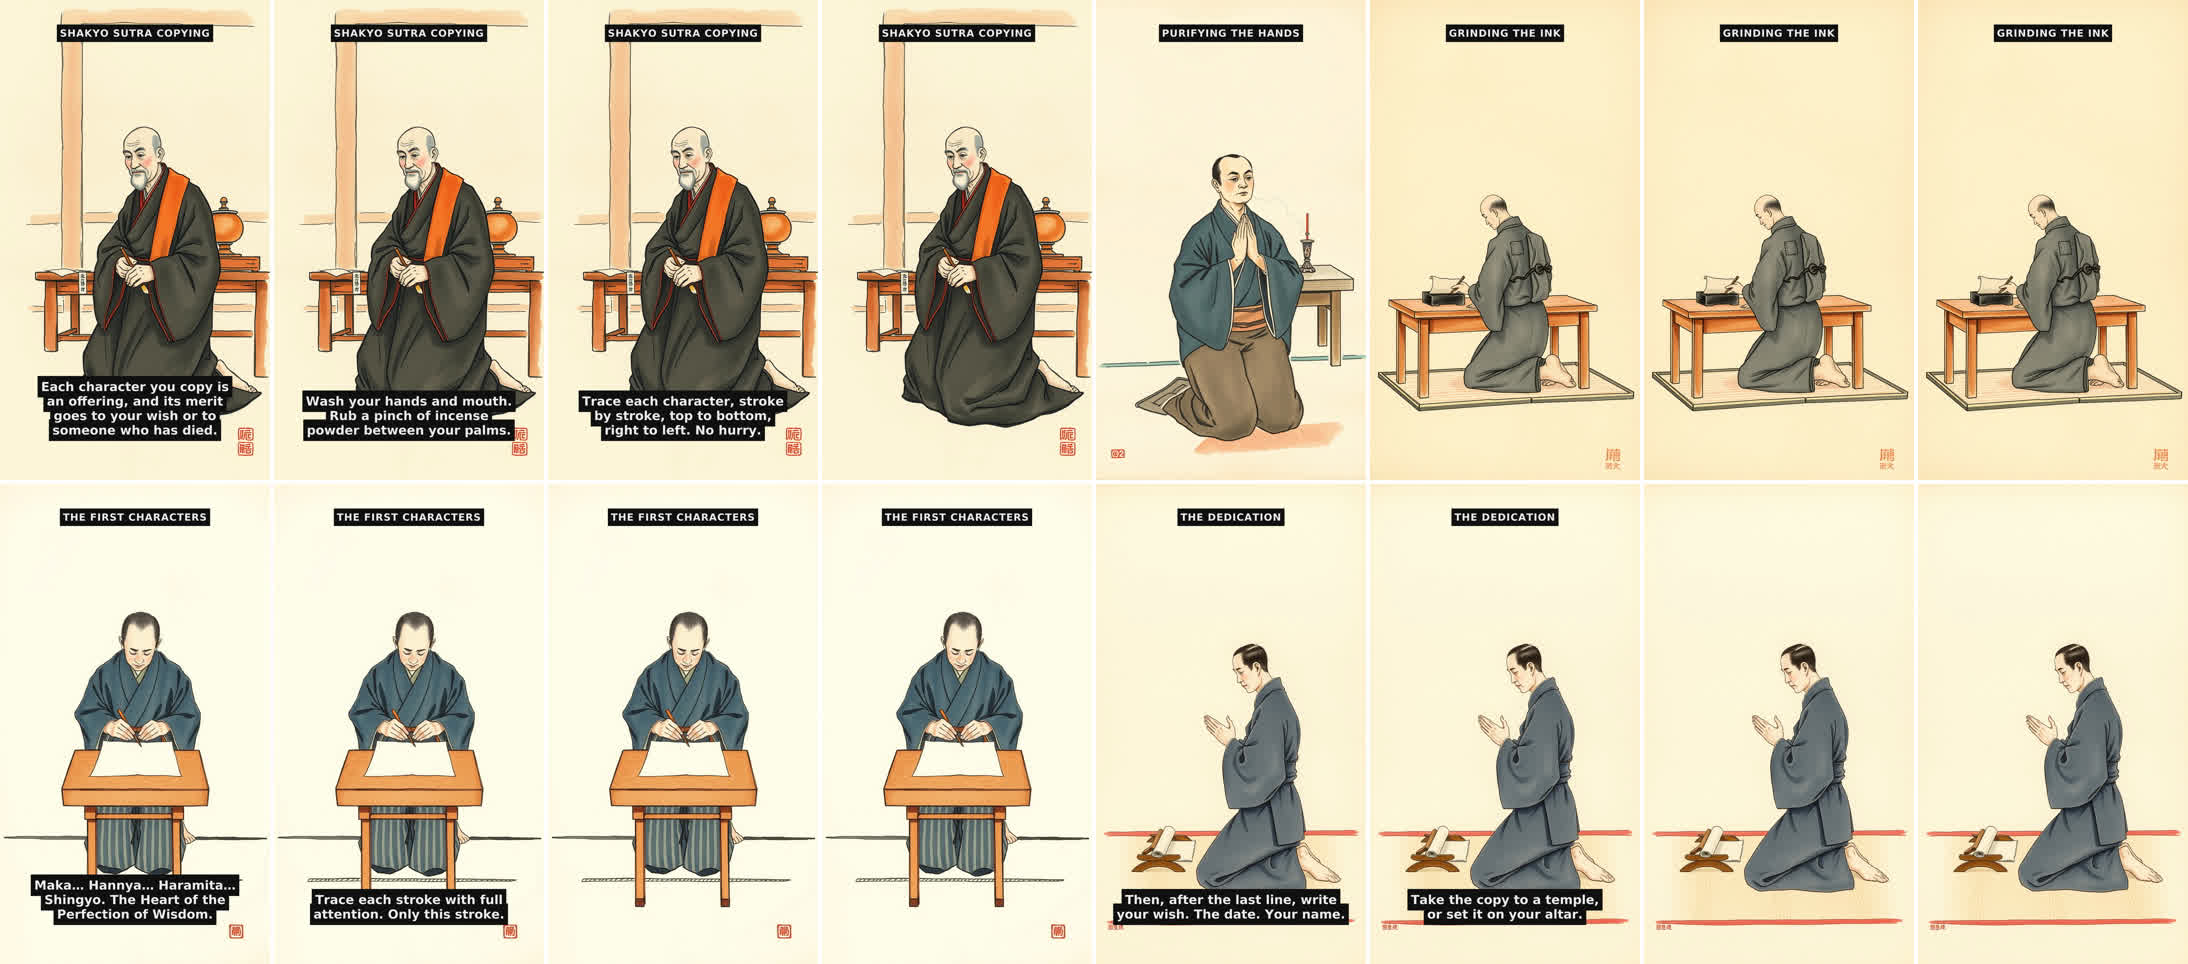 SHAKYO SUTRA COPYING
Each character you copy is
an offering, and its merit
goes to your wish or to
someone who has died.
SHAKYO SUTRA COPYING
Wash your hands and mouth.
Rub a pinch of incense
powder between your palms.
SHAKYO SUTRA COPYING
Trace each character, stroke
by stroke, top to bottom,
right to left. No hurry.
SHAKYO SUTRA COPYING
PURIFYING THE HANDS
GRINDING THE INK
GRINDING THE INK
GRINDING THE INK
THE FIRST CHARACTERS
Maka... Hannya... Haramita...
Shingyo. The Heart of the
Perfection of Wisdom.
THE FIRST CHARACTERS
Trace each stroke with full
attention. Only this stroke.
THE FIRST CHARACTERS
THE FIRST CHARACTERS
THE DEDICATION
Then, after the last line, write
your wish. The date. Your name.
THE DEDICATION
Take the copy to a temple,
or set it on your altar.